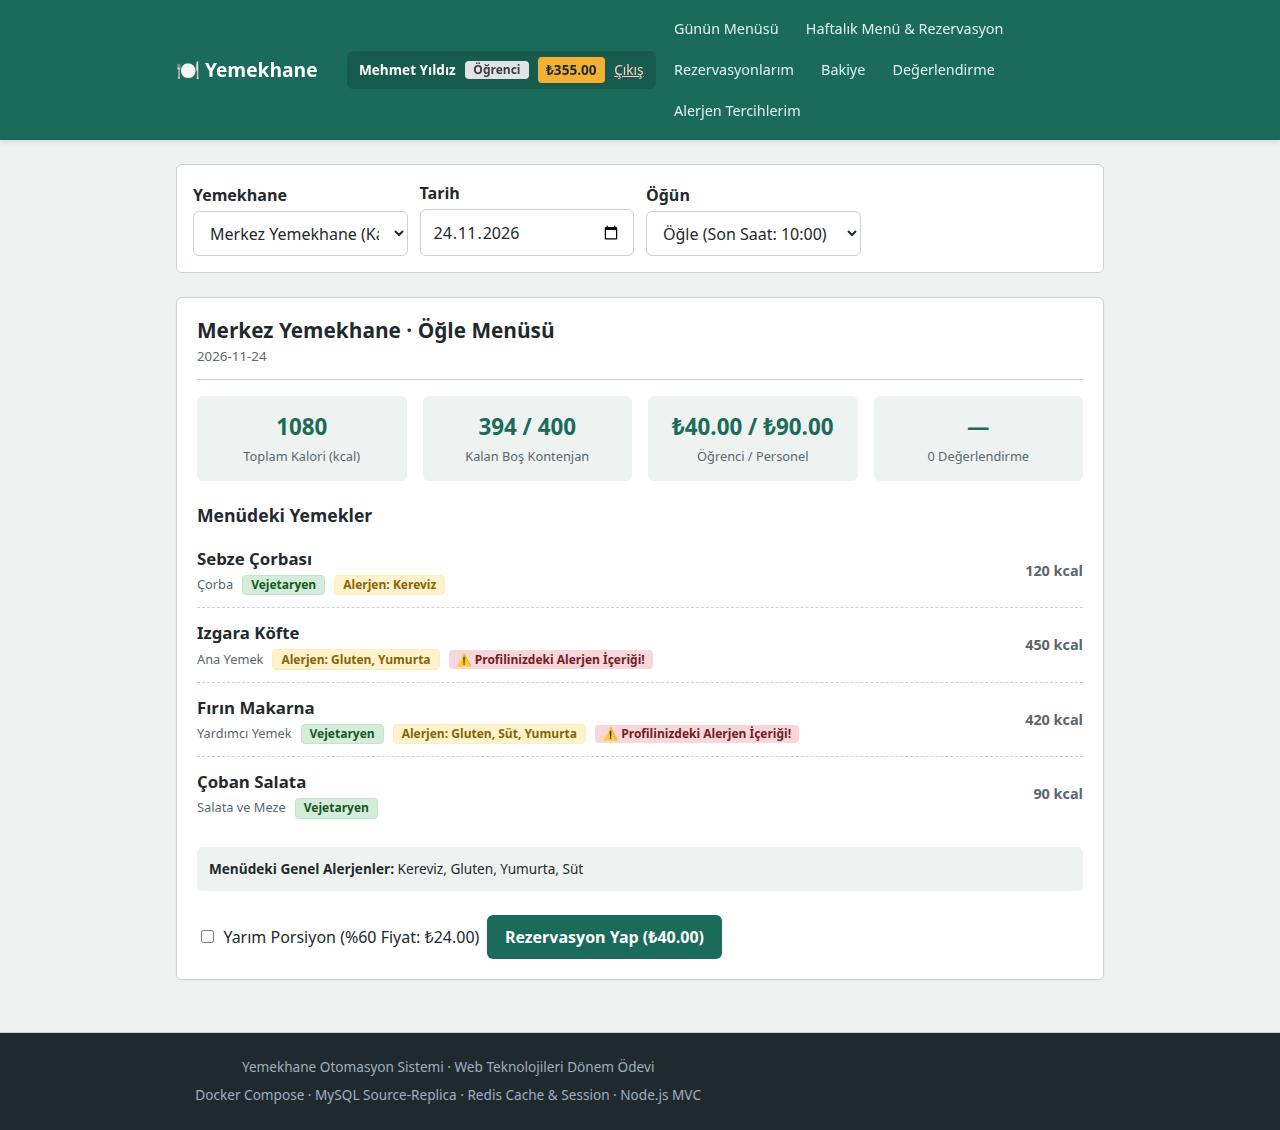 Yemekhane
Mehmet Yıldız Öğrenci ₺355.00 Çıkış
Günün Menüsü Haftalık Menü & Rezervasyon
Rezervasyonlarım Bakiye Değerlendirme
Alerjen Tercihlerim
Yemekhane Tarih Öğün
Merkez Yemekhane (Ka 24.11.2026 Öğle (Son Saat: 10:00)
Merkez Yemekhane · Öğle Menüsü
2026-11-24
1080 394 / 400 ₺40.00 / ₺90.00 —
Toplam Kalori (kcal) Kalan Boş Kontenjan Öğrenci / Personel 0 Değerlendirme
Menüdeki Yemekler
Sebze Çorbası
Çorba Vejetaryen Alerjen: Kereviz 120 kcal
Izgara Köfte
Ana Yemek Alerjen: Gluten, Yumurta ⚠️ Profilinizdeki Alerjen İçeriği! 450 kcal
Fırın Makarna
Yardımcı Yemek Vejetaryen Alerjen: Gluten, Süt, Yumurta ⚠️ Profilinizdeki Alerjen İçeriği! 420 kcal
Çoban Salata
Salata ve Meze Vejetaryen 90 kcal
Menüdeki Genel Alerjenler: Kereviz, Gluten, Yumurta, Süt
Yarım Porsiyon (%60 Fiyat: ₺24.00) Rezervasyon Yap (₺40.00)
Yemekhane Otomasyon Sistemi · Web Teknolojileri Dönem Ödevi
Docker Compose · MySQL Source-Replica · Redis Cache & Session · Node.js MVC